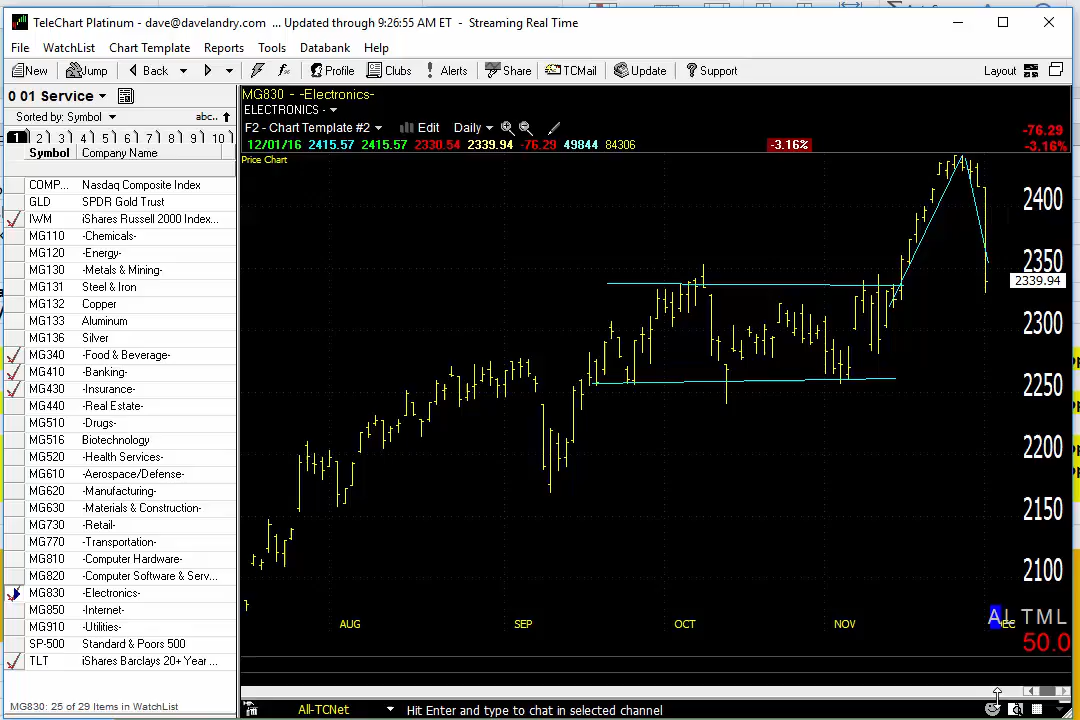 TeleChart Platinum - dave@davelandry.com ... Updated through 9:26:55 AM ET - Streaming Real Time
File WatchList Chart Template Reports Tools Databank Help
New Jump Back Profile Clubs Alerts Share TCMail Update Support Layout
0 01 Service
MG830 - -Electronics-
Sorted by: Symbol abc..
ELECTRONICS -
1 2 3 4 5 6 7 8 9 10
F2 - Chart Template #2 Edit Daily
-76.29
-3.16%
12/01/16 2415.57 2415.57 2330.54 2339.94 -76.29 49844 84306 -3.16%
Symbol Company Name
Price Chart
COMP... Nasdaq Composite Index
GLD SPDR Gold Trust
IWM iShares Russell 2000 Index...
MG110 -Chemicals-
MG120 -Energy-
MG130 -Metals & Mining-
MG131 Steel & Iron
MG132 Copper
MG133 Aluminum
MG136 Silver
MG340 -Food & Beverage-
MG410 -Banking-
MG430 -Insurance-
MG440 -Real Estate-
MG510 -Drugs-
MG516 Biotechnology
MG520 -Health Services-
MG610 -Aerospace/Defense-
MG620 -Manufacturing-
MG630 -Materials & Construction-
MG730 -Retail-
MG770 -Transportation-
MG810 -Computer Hardware-
MG820 -Computer Software & Serv...
MG830 -Electronics-
MG850 -Internet-
MG910 -Utilities-
SP-500 Standard & Poors 500
TLT iShares Barclays 20+ Year ...
2400
2350
2339.94
2300
2250
2200
2150
2100
A L T M L
AUG SEP OCT NOV
50.0
MG830: 25 of 29 Items in WatchList
All-TCNet Hit Enter and type to chat in selected channel